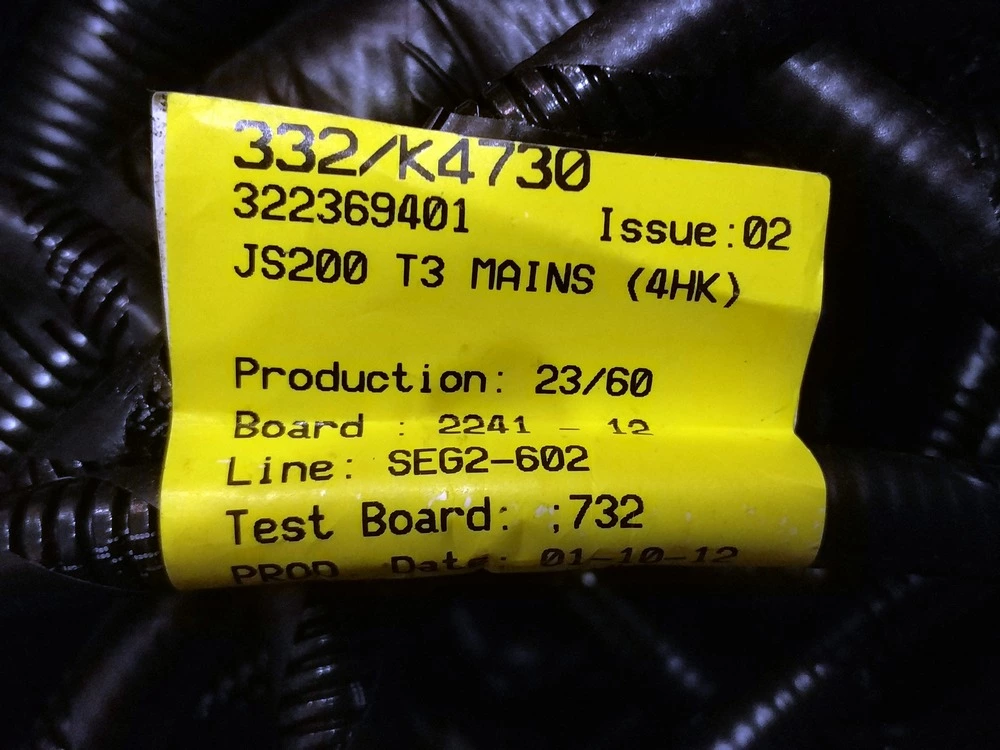 332/K4730
322369401 Issue:02
JS200 T3 MAINS (4HK)
Production: 23/60
Board : 2241 - 12
Line: SEG2-602
Test Board: ;732
PROD. Date: 01-10-12